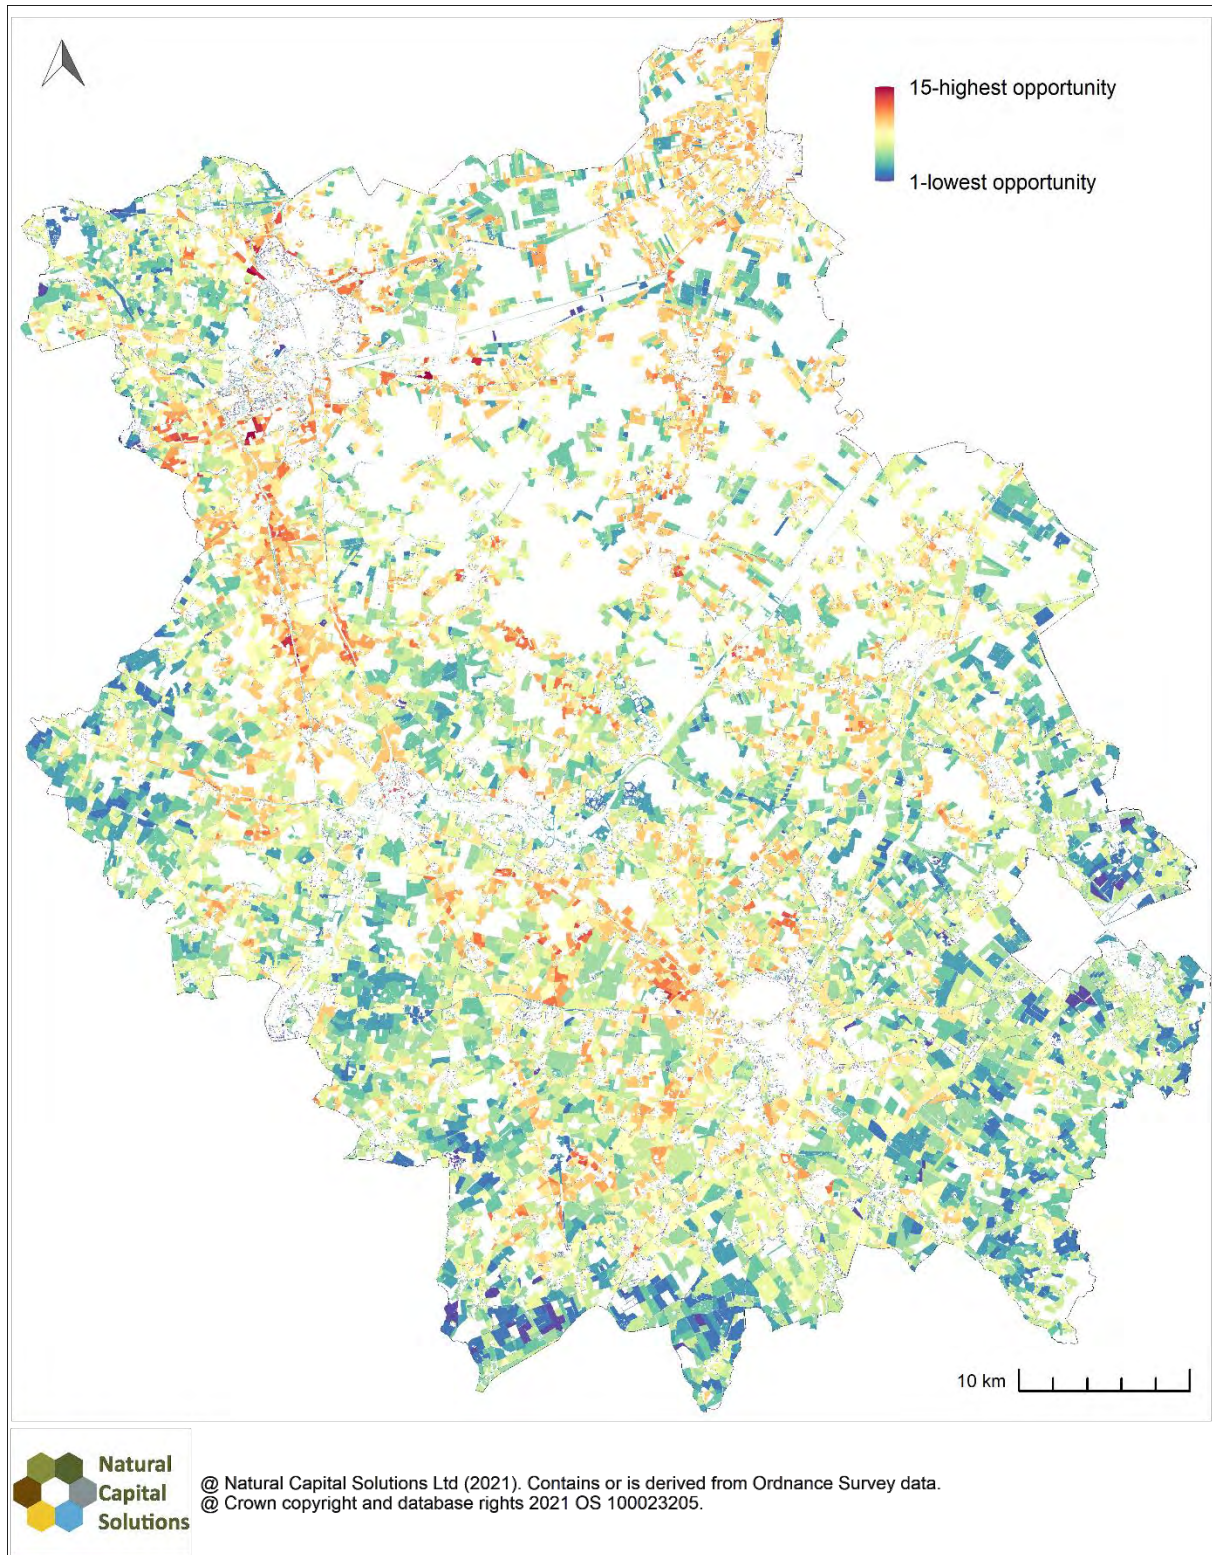 15-highest opportunity
1-lowest opportunity
10 km
Natural
Capital
Solutions
@ Natural Capital Solutions Ltd (2021). Contains or is derived from Ordnance Survey data.
@ Crown copyright and database rights 2021 OS 100023205.